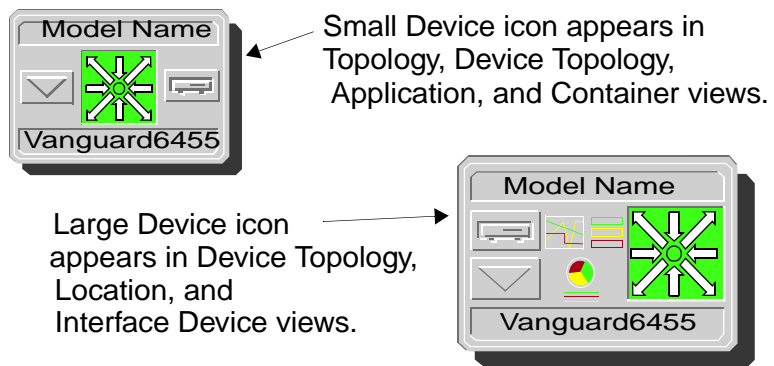 Model Name
Vanguard6455
Small Device icon appears in
Topology, Device Topology,
Application, and Container views.
Large Device icon
appears in Device Topology,
Location, and
Interface Device views.
Model Name
Vanguard6455